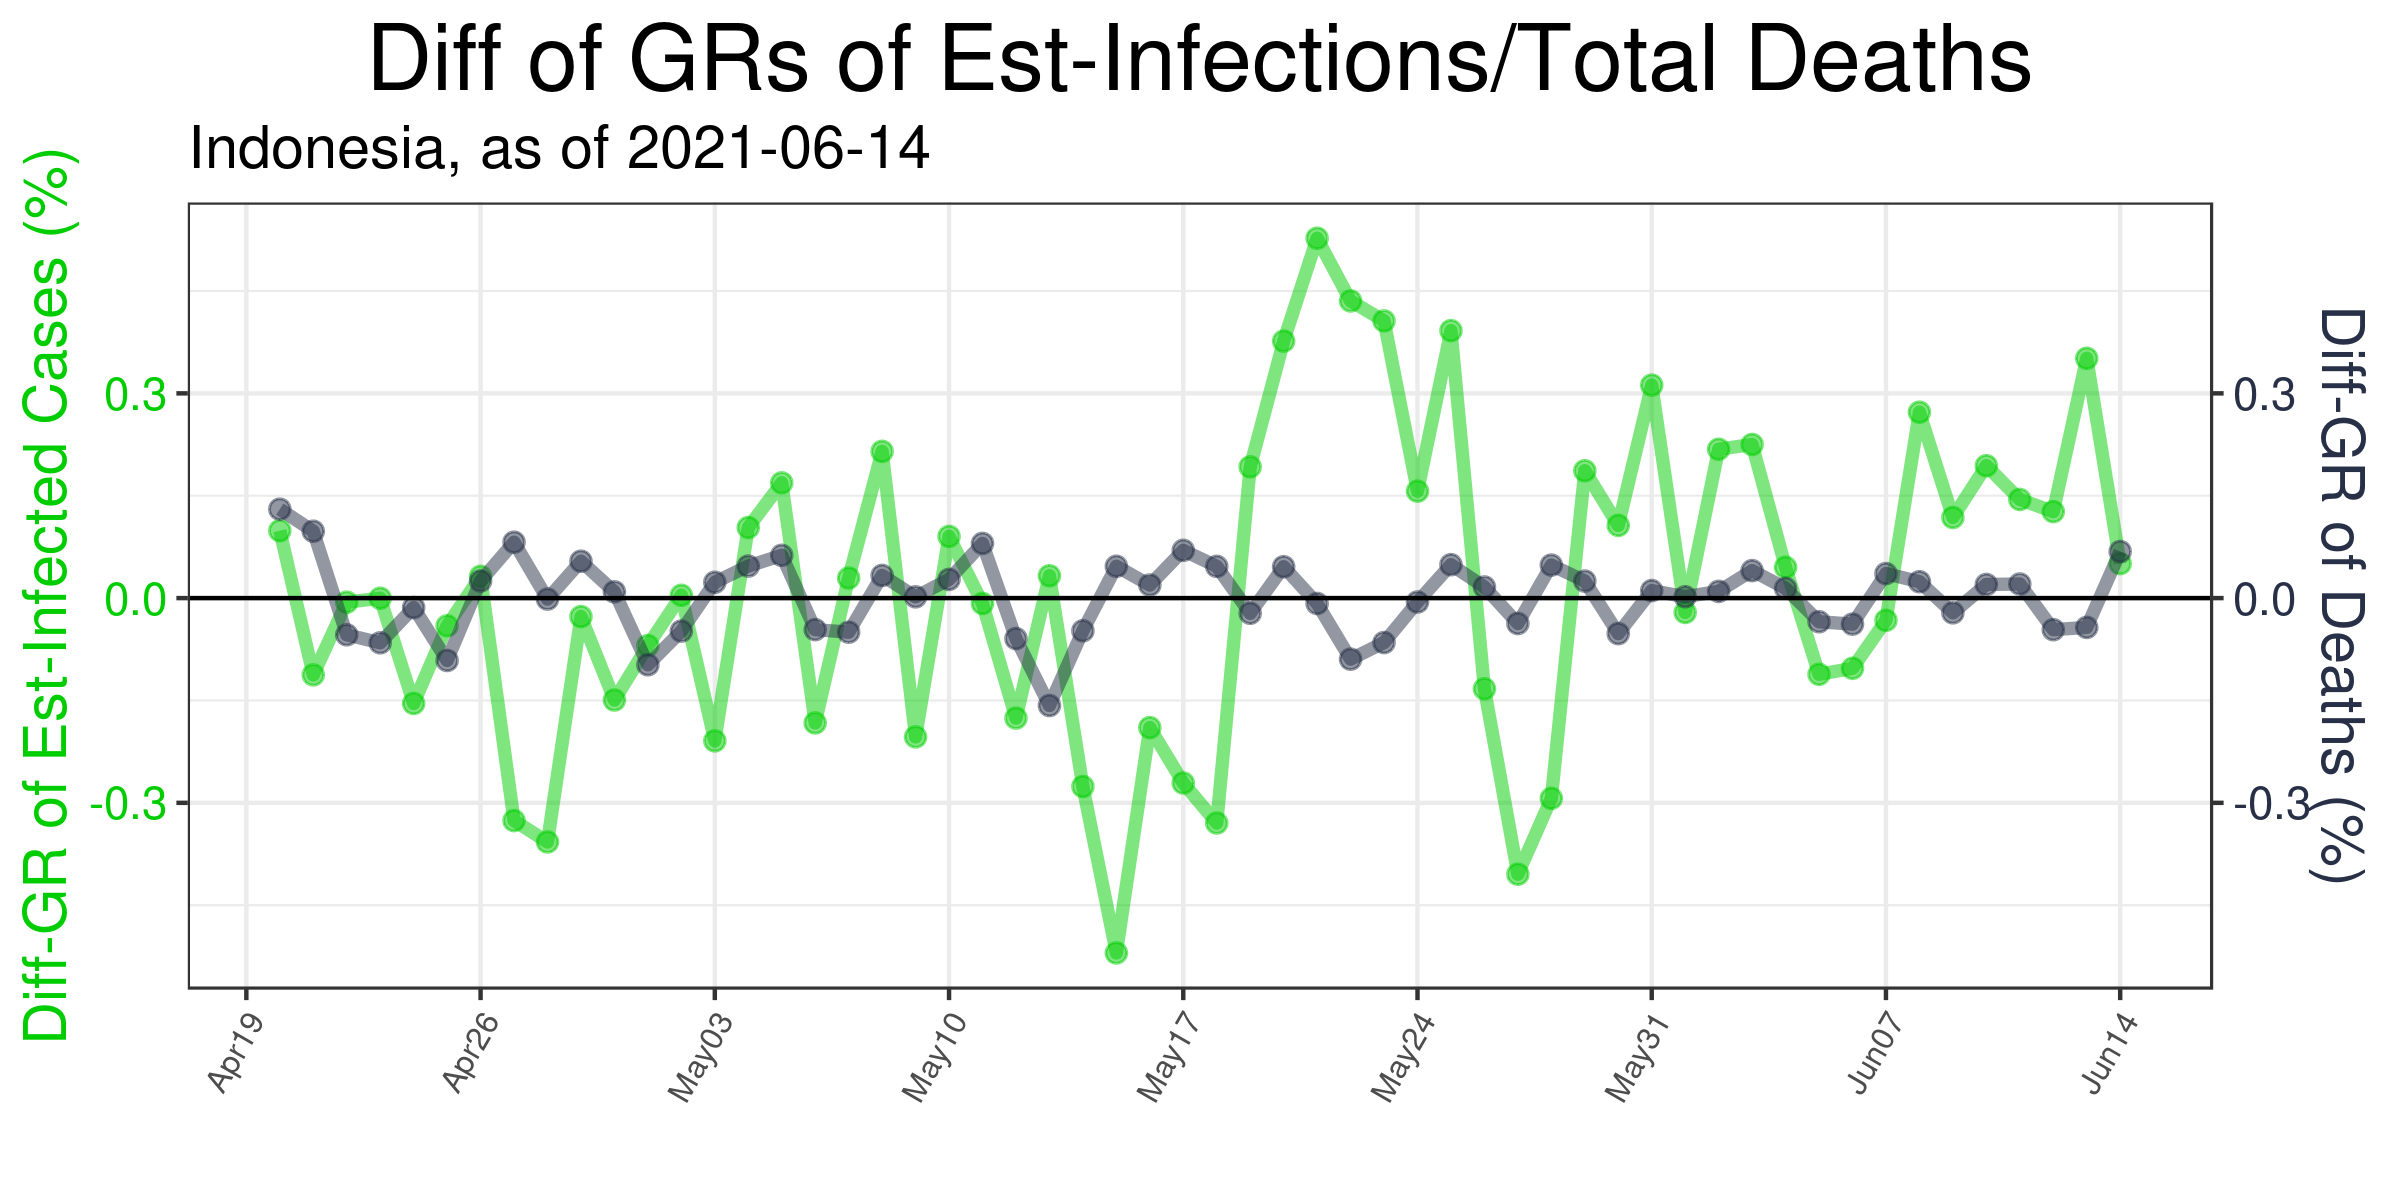 Diff of GRs of Est-Infections/Total Deaths
Indonesia, as of 2021-06-14
Diff-GR of Est-Infected Cases (%)
0.3
0.0
-0.3
0.3
0.0
-0.3
Diff-GR of Deaths (%)
Apr19
Apr26
May03
May10
May17
May24
May31
Jun07
Jun14